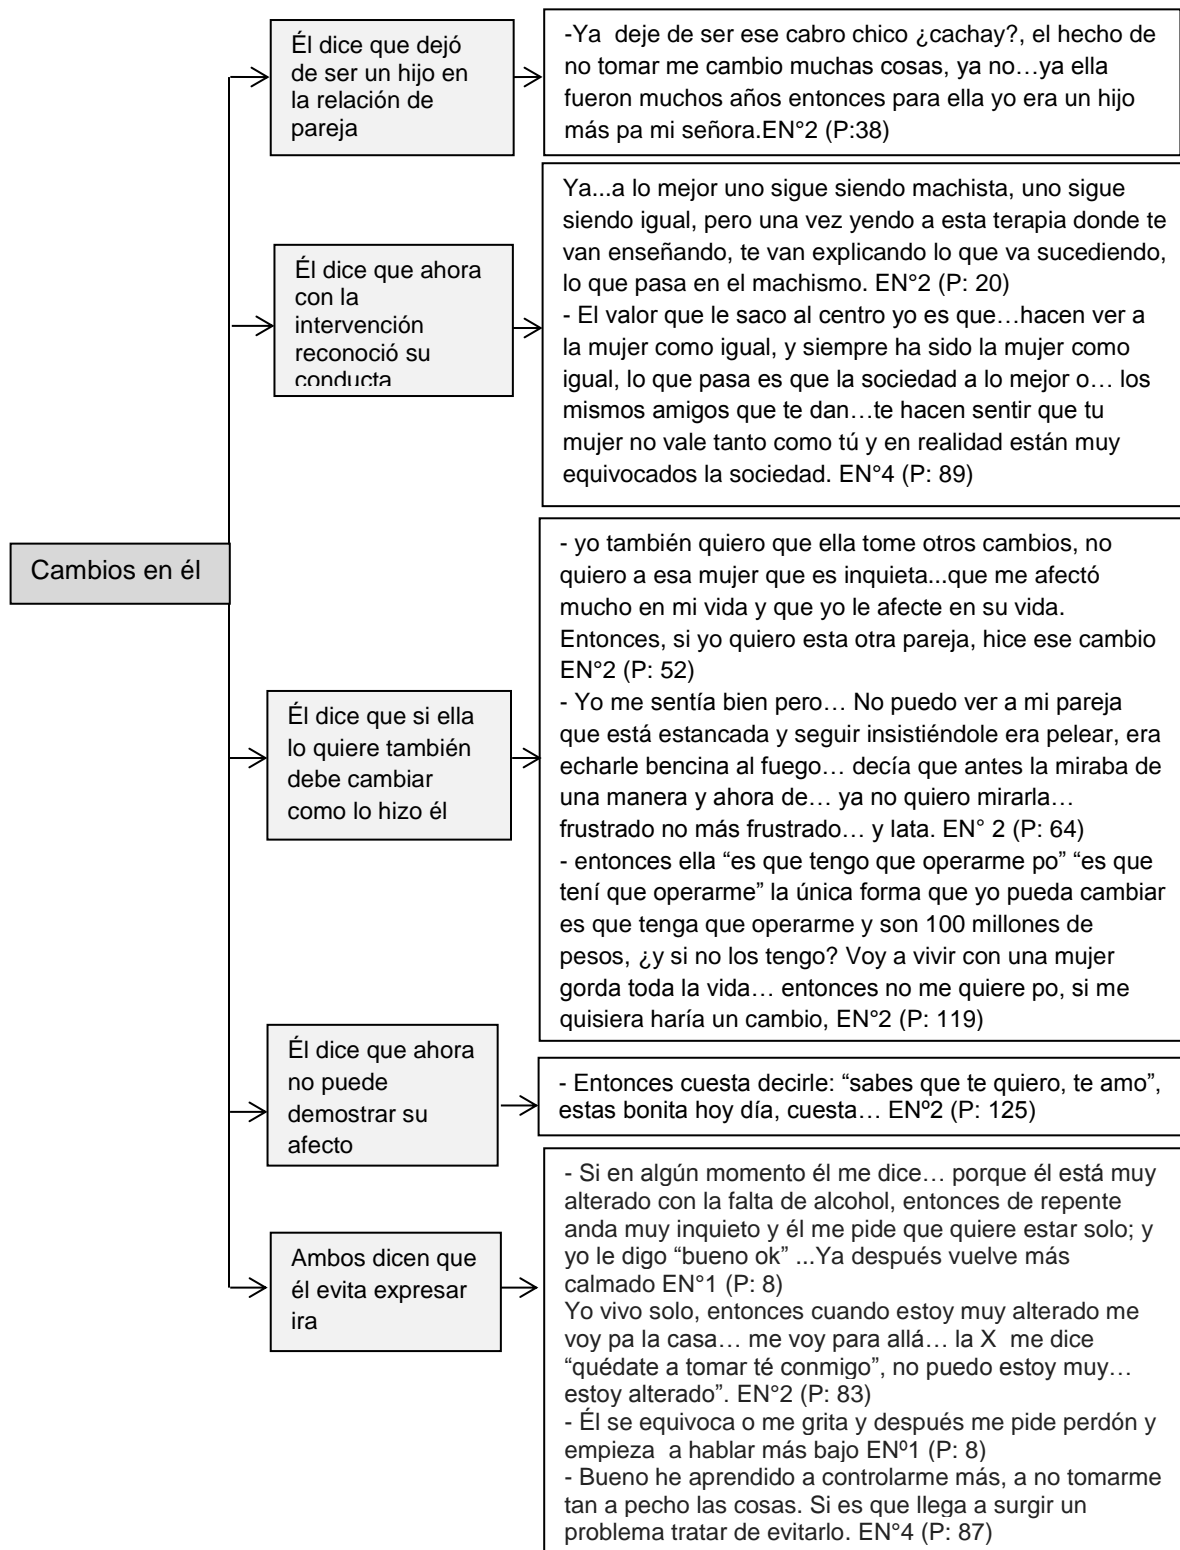 Él dice que dejó
de ser un hijo en
la relación de
pareja
-Ya  deje de ser ese cabro chico ¿cachay?, el hecho de
no tomar me cambio muchas cosas, ya no…ya ella
fueron muchos años entonces para ella yo era un hijo
más pa mi señora.EN°2 (P:38)
Él dice que ahora
con la
intervención
reconoció su
conducta
Ya...a lo mejor uno sigue siendo machista, uno sigue
siendo igual, pero una vez yendo a esta terapia donde te
van enseñando, te van explicando lo que va sucediendo,
lo que pasa en el machismo. EN°2 (P: 20)
- El valor que le saco al centro yo es que…hacen ver a
la mujer como igual, y siempre ha sido la mujer como
igual, lo que pasa es que la sociedad a lo mejor o… los
mismos amigos que te dan…te hacen sentir que tu
mujer no vale tanto como tú y en realidad están muy
equivocados la sociedad. EN°4 (P: 89)
Cambios en él
Él dice que si ella
lo quiere también
debe cambiar
como lo hizo él
- yo también quiero que ella tome otros cambios, no
quiero a esa mujer que es inquieta...que me afectó
mucho en mi vida y que yo le afecte en su vida.
Entonces, si yo quiero esta otra pareja, hice ese cambio
EN°2 (P: 52)
- Yo me sentía bien pero… No puedo ver a mi pareja
que está estancada y seguir insistiéndole era pelear, era
echarle bencina al fuego… decía que antes la miraba de
una manera y ahora de… ya no quiero mirarla…
frustrado no más frustrado… y lata. EN° 2 (P: 64)
- entonces ella “es que tengo que operarme po” “es que
tení que operarme” la única forma que yo pueda cambiar
es que tenga que operarme y son 100 millones de
pesos, ¿y si no los tengo? Voy a vivir con una mujer
gorda toda la vida… entonces no me quiere po, si me
quisiera haría un cambio, EN°2 (P: 119)
Él dice que ahora
no puede
demostrar su
afecto
- Entonces cuesta decirle: “sabes que te quiero, te amo”,
estas bonita hoy día, cuesta… ENº2 (P: 125)
Ambos dicen que
él evita expresar
ira
- Si en algún momento él me dice… porque él está muy
alterado con la falta de alcohol, entonces de repente
anda muy inquieto y él me pide que quiere estar solo; y
yo le digo “bueno ok” ...Ya después vuelve más
calmado EN°1 (P: 8)
Yo vivo solo, entonces cuando estoy muy alterado me
voy pa la casa… me voy para allá… la X  me dice
“quédate a tomar té conmigo”, no puedo estoy muy…
estoy alterado”. EN°2 (P: 83)
- Él se equivoca o me grita y después me pide perdón y
empieza  a hablar más bajo ENº1 (P: 8)
- Bueno he aprendido a controlarme más, a no tomarme
tan a pecho las cosas. Si es que llega a surgir un
problema tratar de evitarlo. EN°4 (P: 87)